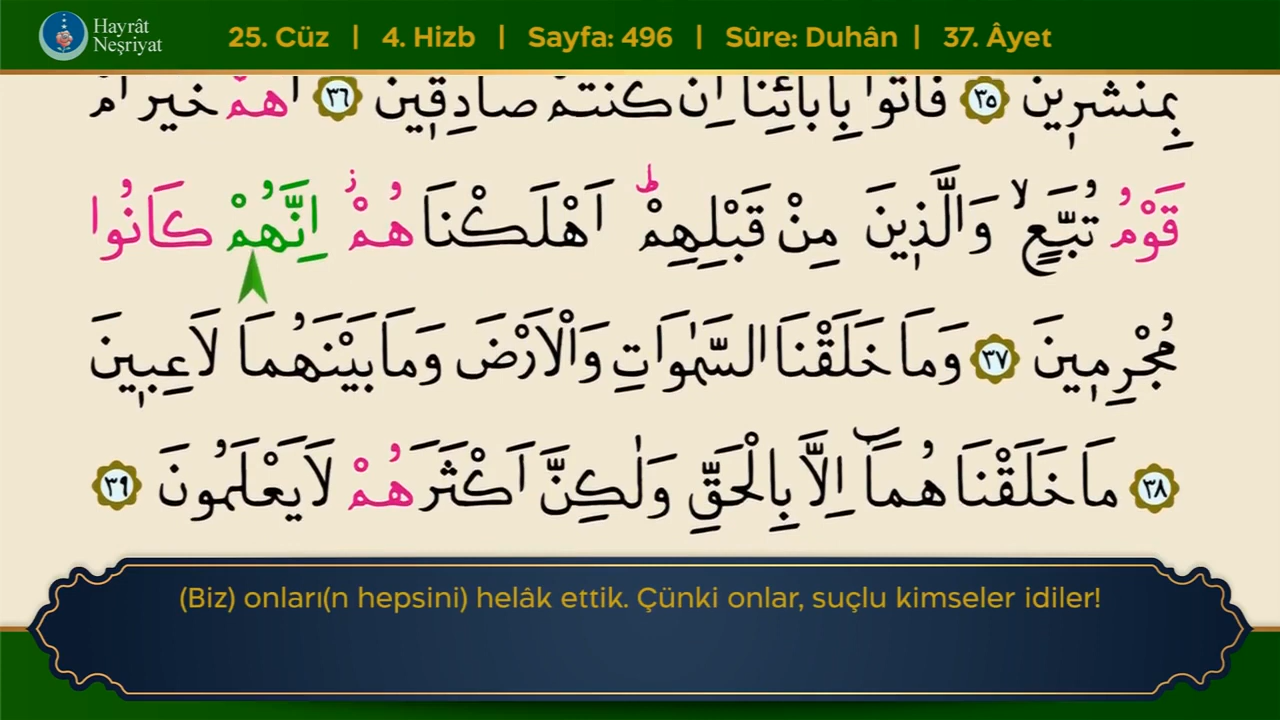 Hayrât
Neşriyat
25. Cüz | 4. Hizb | Sayfa: 496 | Sûre: Duhân | 37. Âyet
بِمُنْشَرٖينَ ٣٥ فَأْتُوا بِاٰبَٓائِنَٓا اِنْ كُنْتُمْ صَادِقٖينَ ٣٦ اَهُمْ خَيْرٌ اَمْ
قَوْمُ تُبَّعٍۙ وَالَّذٖينَ مِنْ قَبْلِهِمْؕ اَهْلَكْنَاهُمْؗ اِنَّهُمْ كَانُوا
مُجْرِمٖينَ ٣٧ وَمَا خَلَقْنَا السَّمٰوَاتِ وَالْاَرْضَ وَمَا بَيْنَهُمَا لَاعِبٖينَ
٣٨ مَا خَلَقْنَاهُمَٓا اِلَّا بِالْحَقِّ وَلٰكِنَّ اَكْثَرَهُمْ لَا يَعْلَمُونَ ٣٩
(Biz) onları(n hepsini) helâk ettik. Çünki onlar, suçlu kimseler idiler!